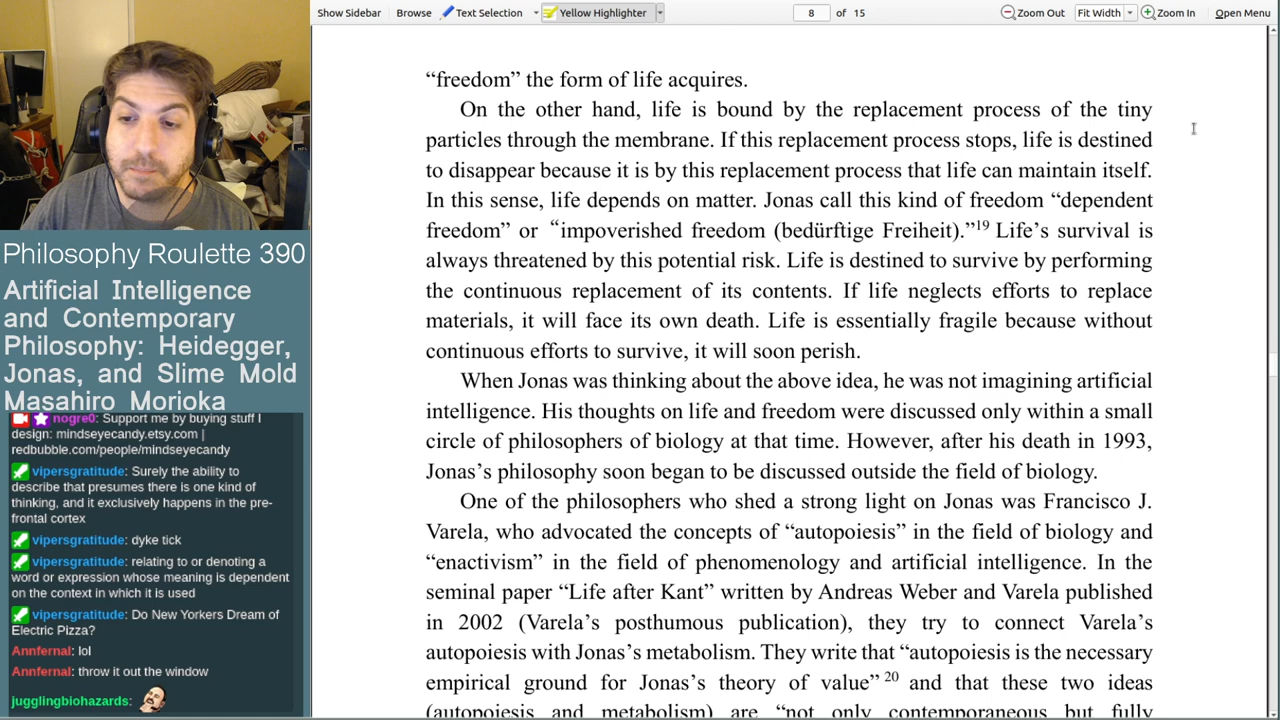 Show Sidebar Browse Text Selection Yellow Highlighter 8 of 15 Zoom Out Fit Width Zoom In Open Menu
“freedom” the form of life acquires.
On the other hand, life is bound by the replacement process of the tiny
particles through the membrane. If this replacement process stops, life is destined
to disappear because it is by this replacement process that life can maintain itself.
In this sense, life depends on matter. Jonas call this kind of freedom “dependent
freedom” or “impoverished freedom (bedürftige Freiheit).”19 Life’s survival is
always threatened by this potential risk. Life is destined to survive by performing
the continuous replacement of its contents. If life neglects efforts to replace
materials, it will face its own death. Life is essentially fragile because without
continuous efforts to survive, it will soon perish.
When Jonas was thinking about the above idea, he was not imagining artificial
intelligence. His thoughts on life and freedom were discussed only within a small
circle of philosophers of biology at that time. However, after his death in 1993,
Jonas’s philosophy soon began to be discussed outside the field of biology.
One of the philosophers who shed a strong light on Jonas was Francisco J.
Varela, who advocated the concepts of “autopoiesis” in the field of biology and
“enactivism” in the field of phenomenology and artificial intelligence. In the
seminal paper “Life after Kant” written by Andreas Weber and Varela published
in 2002 (Varela’s posthumous publication), they try to connect Varela’s
autopoiesis with Jonas’s metabolism. They write that “autopoiesis is the necessary
empirical ground for Jonas’s theory of value” 20 and that these two ideas
(autopoiesis and metabolism) are “not only contemporaneous but fully
Philosophy Roulette 390
Artificial Intelligence
and Contemporary
Philosophy: Heidegger,
Jonas, and Slime Mold
Masahiro Morioka
nogre0: Support me by buying stuff I
design: mindseyecandy.etsy.com |
redbubble.com/people/mindseyecandy
vipersgratitude: Surely the ability to
describe that presumes there is one kind of
thinking, and it exclusively happens in the pre-
frontal cortex
vipersgratitude: dyke tick
vipersgratitude: relating to or denoting a
word or expression whose meaning is dependent
on the context in which it is used
vipersgratitude: Do New Yorkers Dream of
Electric Pizza?
Annfernal: lol
Annfernal: throw it out the window
jugglingbiohazards: